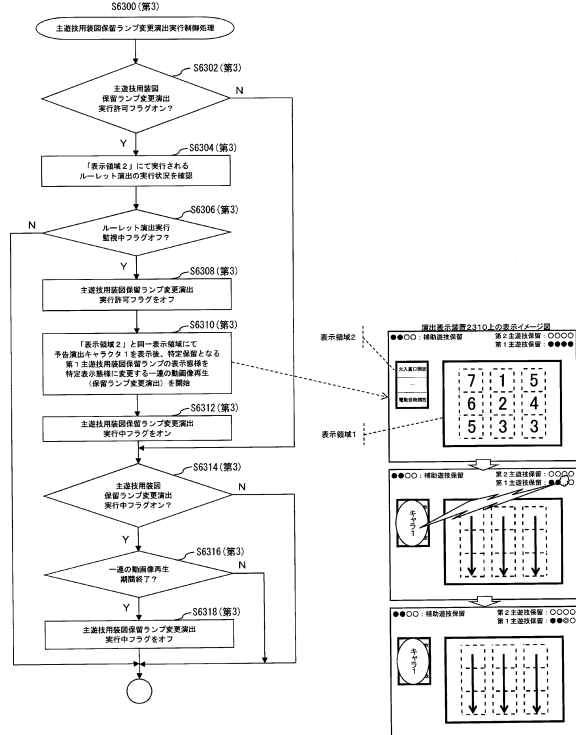 S6300(第3)
主遊技用装図保留ランプ変更演出実行制御処理
S6302(第3)
主遊技用装図
保留ランプ変更演出
実行許可フラグオン？
N
Y
S6304(第3)
「表示領域２」にて実行される
ルーレット演出の実行状況を確認
S6306(第3)
N
ルーレット演出実行
監視中フラグオフ？
Y
S6308(第3)
主遊技用装図保留ランプ変更演出
実行許可フラグをオフ
S6310(第3)
「表示領域２」と同一表示領域にて
予告演出キャラクタ１を表示後、特定保留となる
第１主遊技用装図保留ランプの表示態様を
特定表示態様に変更する一連の動画像再生
（保留ランプ変更演出）を開始
S6312(第3)
主遊技用装図保留ランプ変更演出
実行中フラグをオン
S6314(第3)
主遊技用装図
保留ランプ変更演出
実行中フラグオン？
N
Y
S6316(第3)
一連の動画像再生
期間終了？
N
Y
S6318(第3)
主遊技用装図保留ランプ変更演出
実行中フラグをオフ
演出表示装置2310上の表示イメージ図
表示領域2
●●○○：補助遊技保留
第２主遊技保留：○○○○
第１主遊技保留：●●●●
大入賞口開放
電動役物開放
7 1 5
6 2 4
5 3 3
表示領域1
●●○○：補助遊技保留
第２主遊技保留：○○○○
第１主遊技保留：
キャラ1
●●○○：補助遊技保留
第２主遊技保留：○○○○
第１主遊技保留：●●◎○
キャラ1